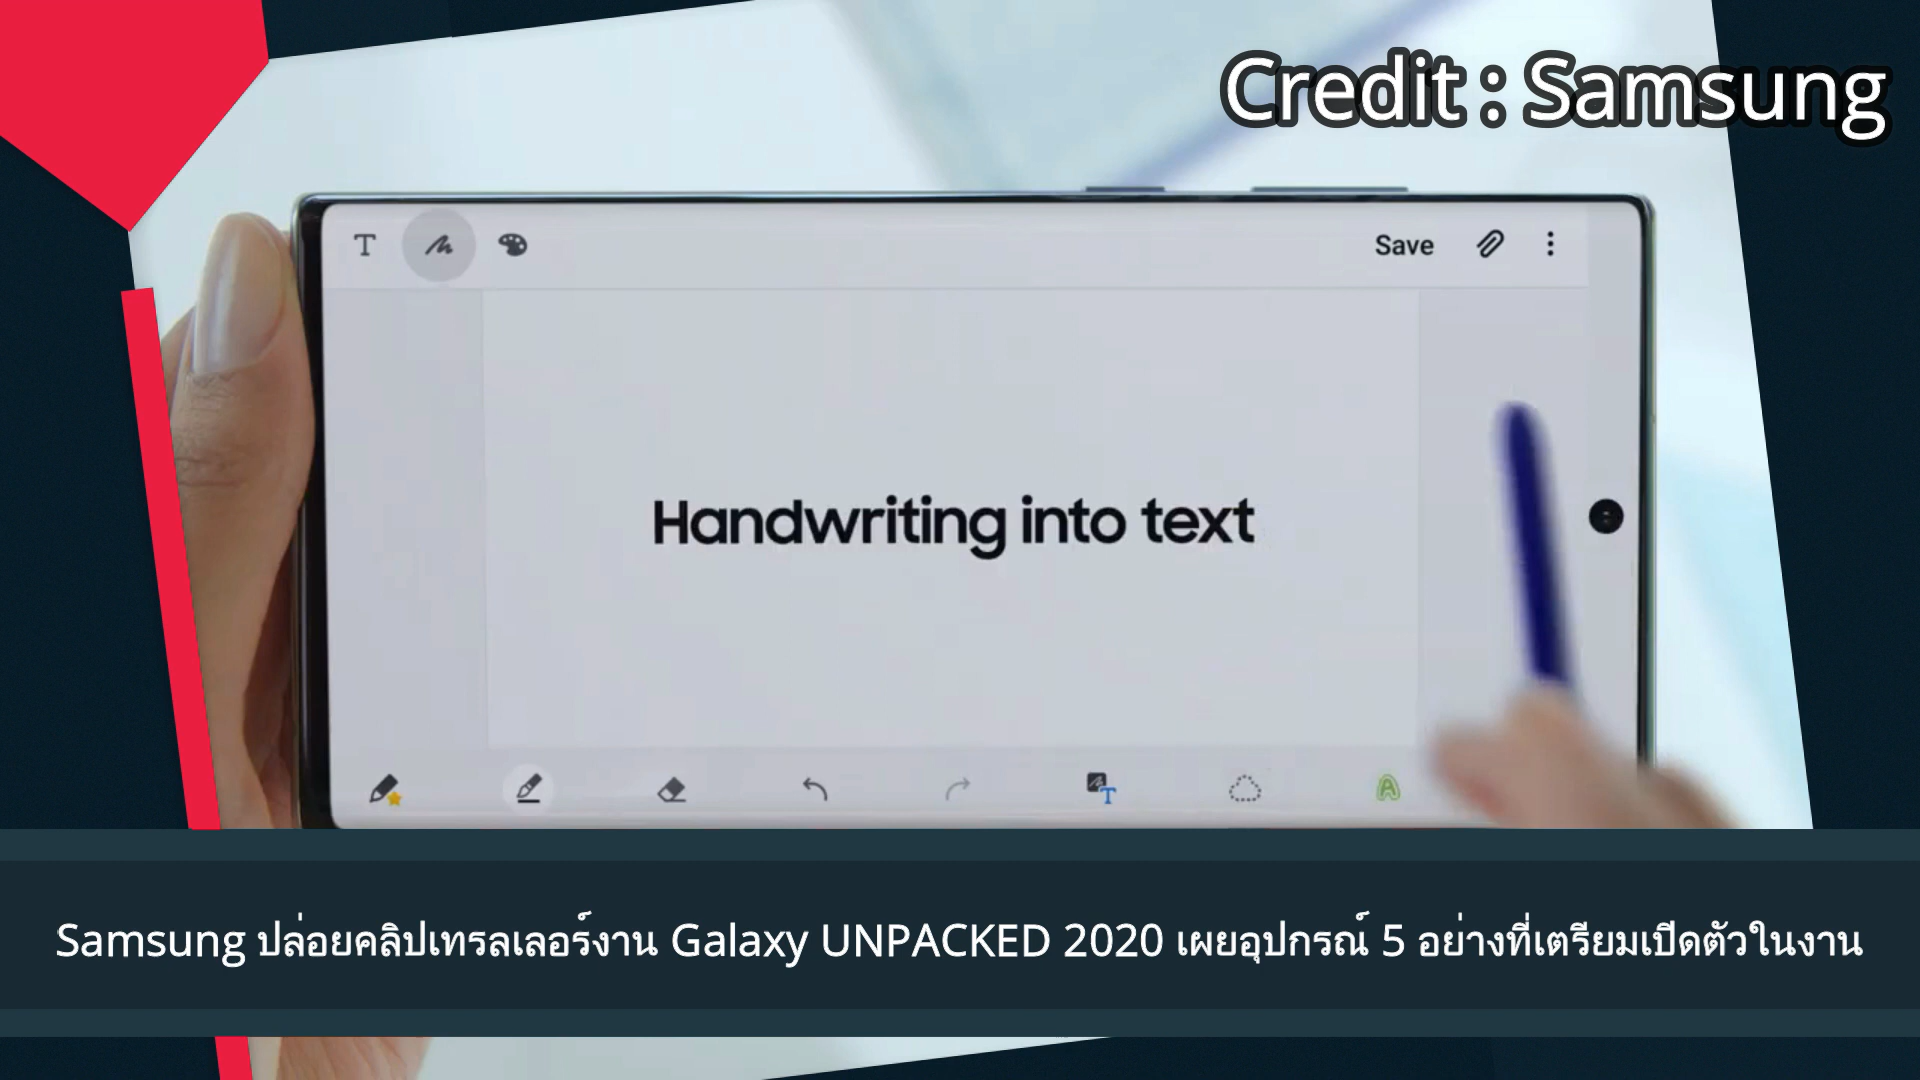 Credit : Samsung
T
Save
Handwriting into text
T
A
Samsung ปล่อยคลิปเทรลเลอร์งาน Galaxy UNPACKED 2020 เผยอุปกรณ์ 5 อย่างที่เตรียมเปิดตัวในงาน